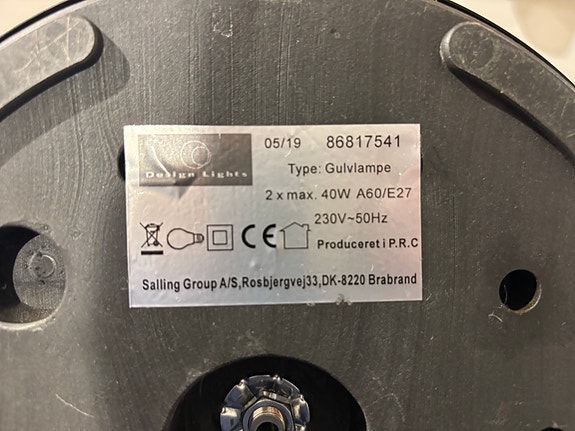 Design Lights
05/19 86817541
Type: Gulvlampe
2 x max. 40W A60/E27
230V~50Hz
CE
Produceret i P.R.C
Salling Group A/S,Rosbjergvej33,DK-8220 Brabrand